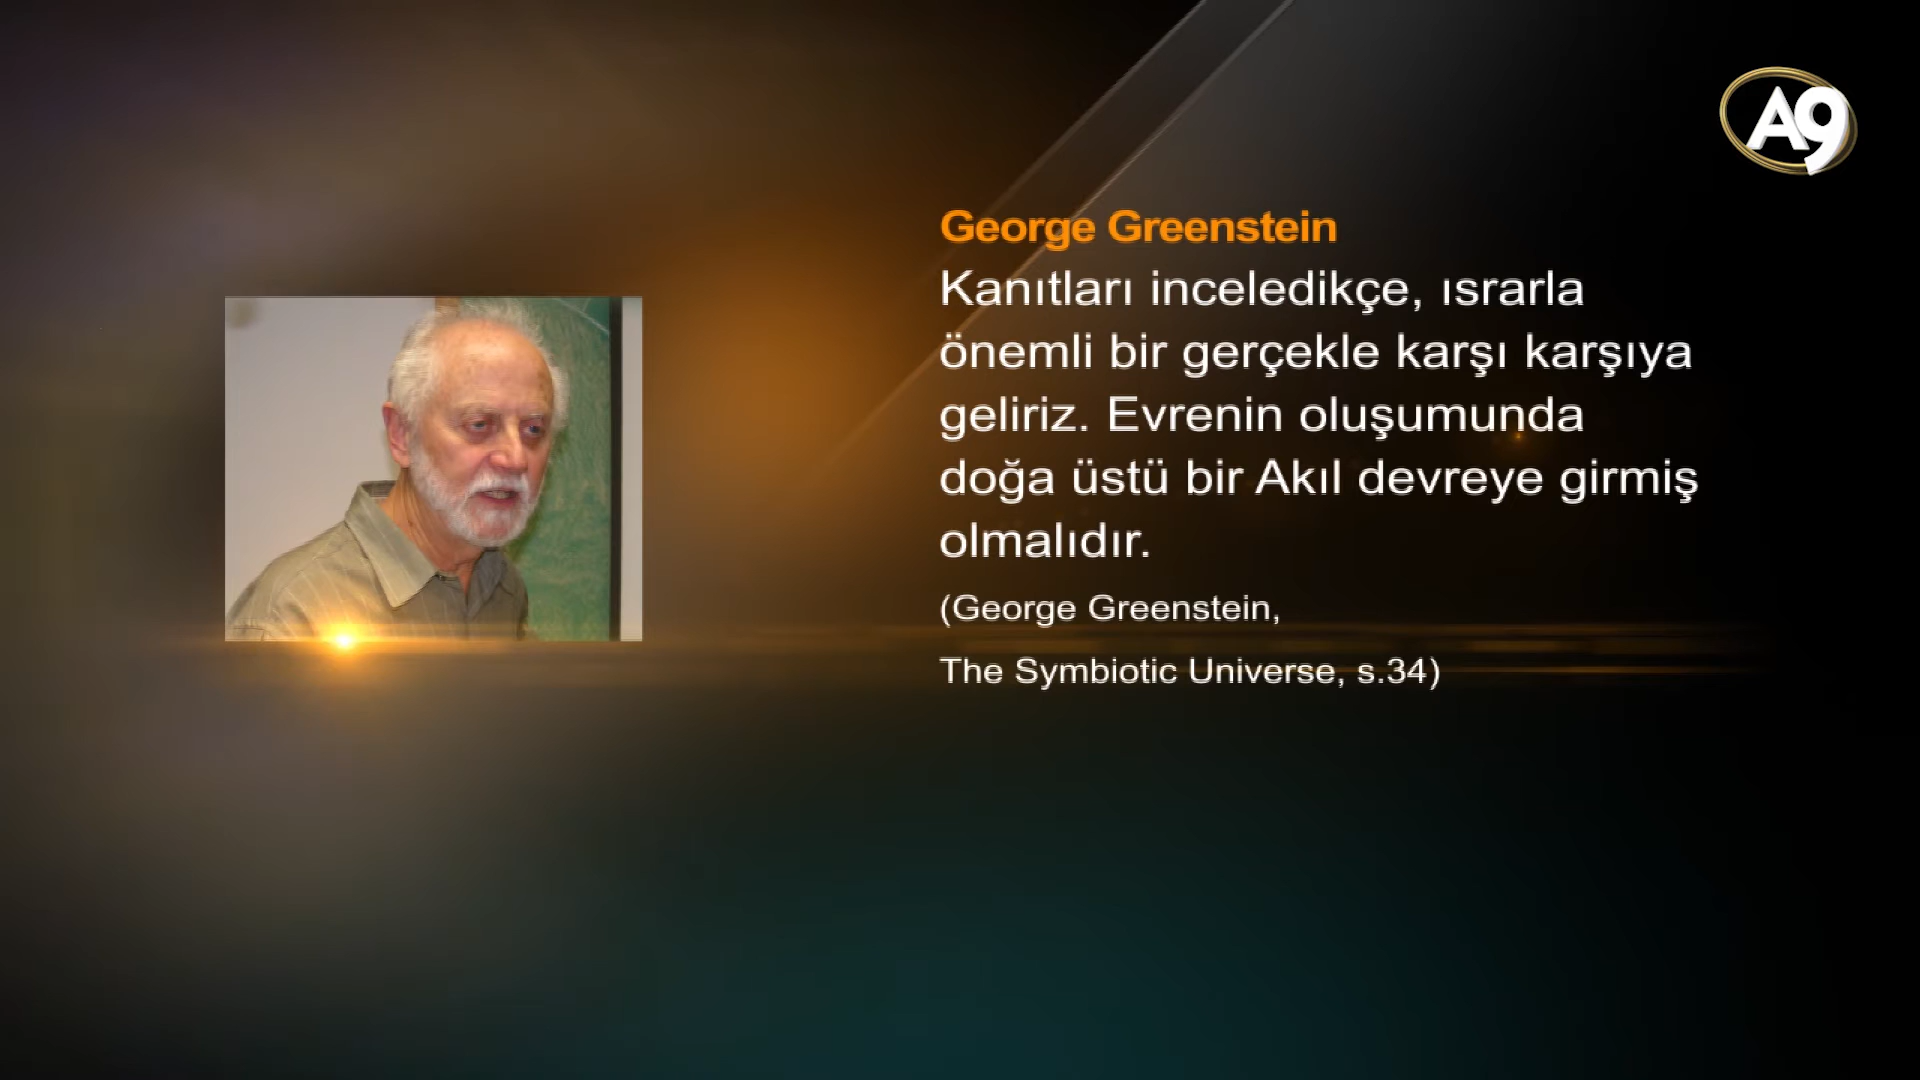 A9
George Greenstein
Kanıtları inceledikçe, ısrarla
önemli bir gerçekle karşı karşıya
geliriz. Evrenin oluşumunda
doğa üstü bir Akıl devreye girmiş
olmalıdır.
(George Greenstein,
The Symbiotic Universe, s.34)